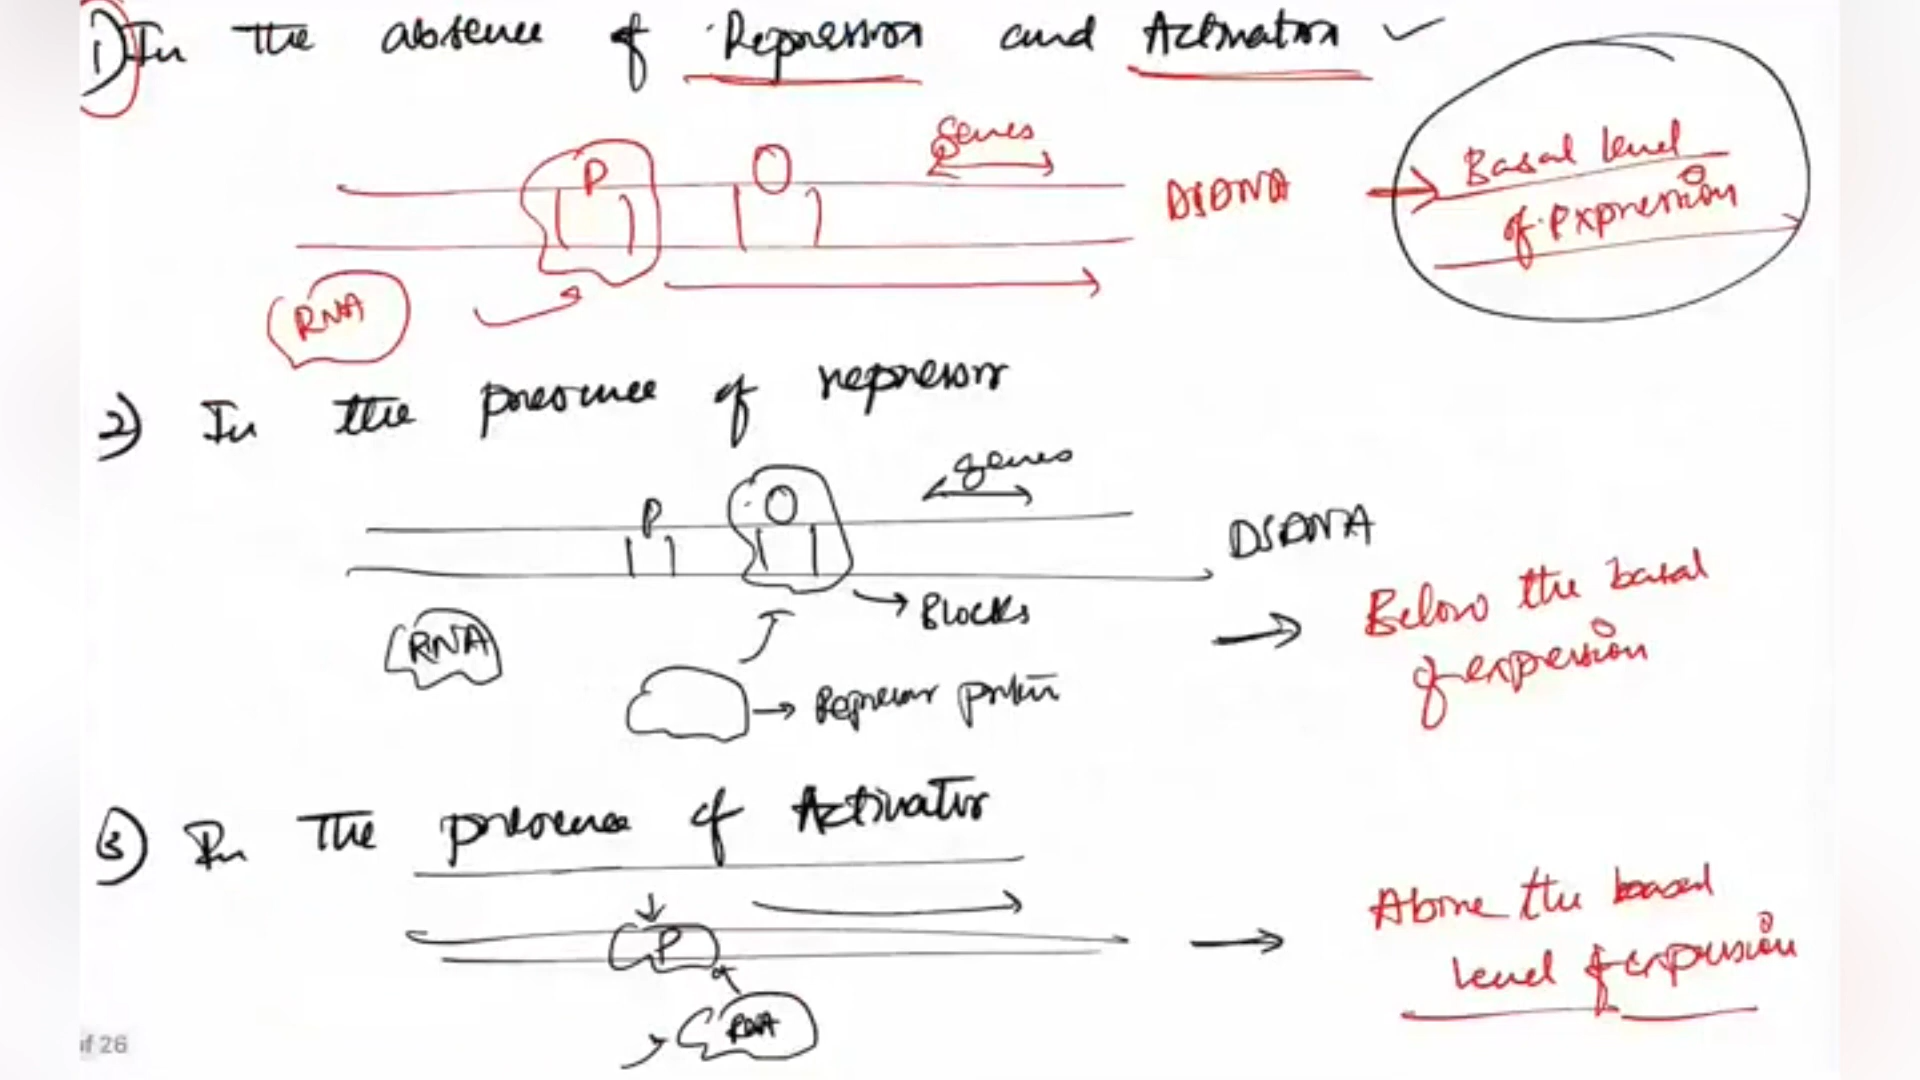 1) In the absence of Repression and Activation
genes
P O
DSDNA → Basal level
of expression
RNA
2) In the presence of repressor
genes
P O
DSDNA
→ Blocks
RNA
→ Below the basal
of expression
→ Repressor protein
3) In The presence of Activator
P
→ Above the basal
level of expression
RNA
of 26